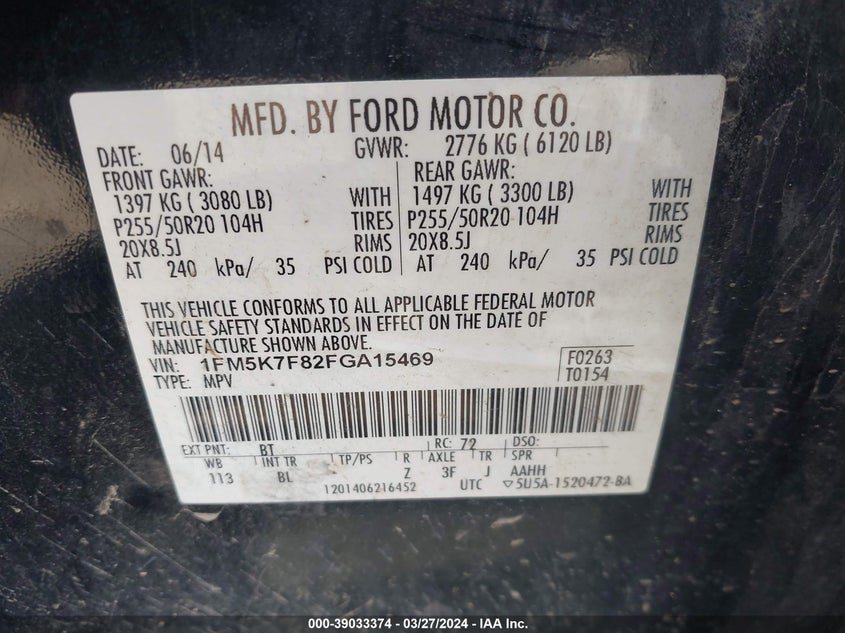 MFD. BY FORD MOTOR CO.
DATE: 06/14 GVWR: 2776 KG ( 6120 LB)
FRONT GAWR: REAR GAWR:
1397 KG ( 3080 LB) WITH 1497 KG ( 3300 LB) WITH
P255/50R20 104H TIRES P255/50R20 104H TIRES
20X8.5J RIMS 20X8.5J RIMS
AT 240 kPa/ 35 PSI COLD AT 240 kPa/ 35 PSI COLD
THIS VEHICLE CONFORMS TO ALL APPLICABLE FEDERAL MOTOR
VEHICLE SAFETY STANDARDS IN EFFECT ON THE DATE OF
MANUFACTURE SHOWN ABOVE.
VIN: 1FM5K7F82FGA15469 F0263
TYPE: MPV T0154
EXT PNT: BT RC: 72 DSO:
WB INT TR TP/PS R AXLE TR SPR
113 BL Z 3F J AAHH
1201406216452 UTC ▽5U5A-1520472-BA
000-39033374 / 03/27/2024 - IAA Inc.